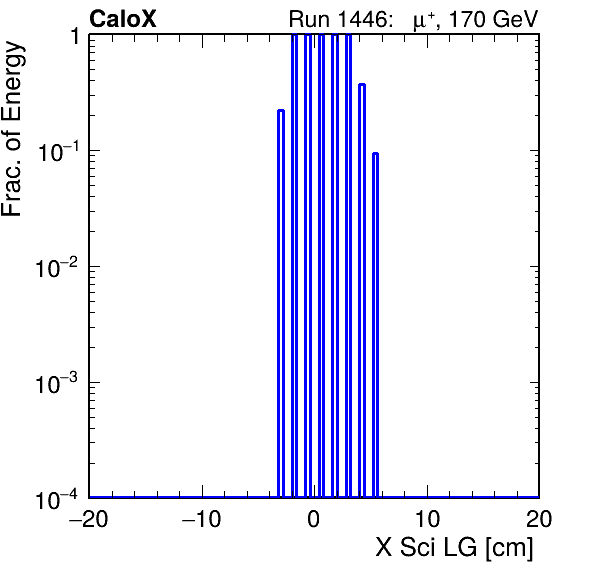 CaloX Run 1446: μ⁺, 170 GeV
Frac. of Energy
1
10⁻¹
10⁻²
10⁻³
10⁻⁴
−20 −10 0 10 20
X Sci LG [cm]